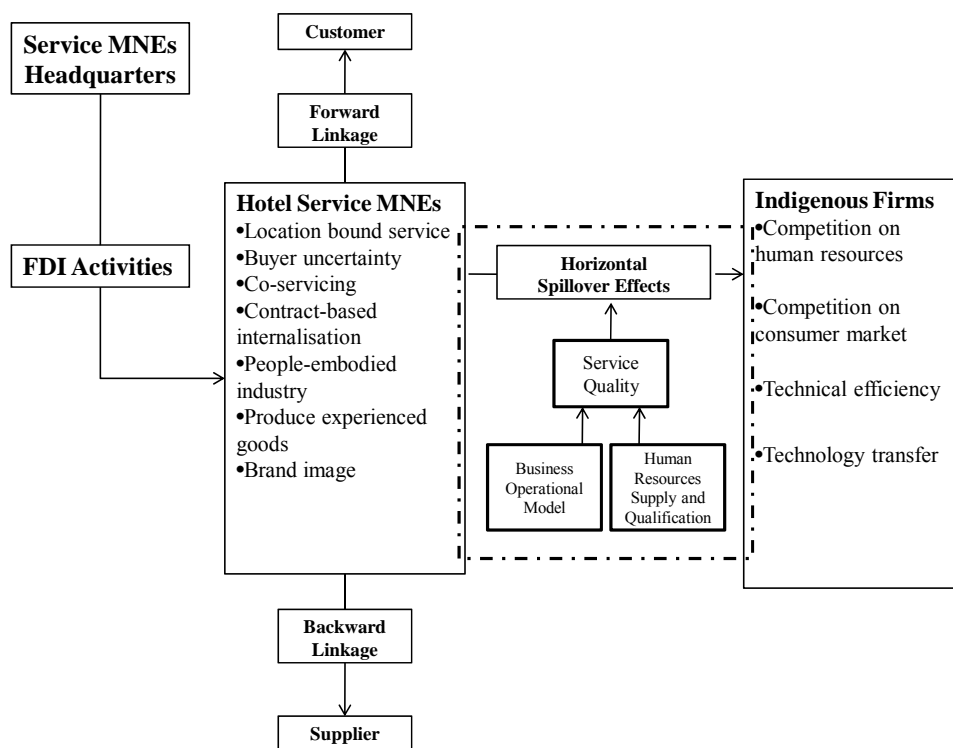 Customer
Service MNEs
Headquarters
Forward
Linkage
FDI Activities
Hotel Service MNEs
•Location bound service
•Buyer uncertainty
•Co-servicing
•Contract-based
internalisation
•People-embodied
industry
•Produce experienced
goods
•Brand image
Horizontal
Spillover Effects
Service
Quality
Business
Operational
Model
Human
Resources
Supply and
Qualification
Indigenous Firms
•Competition on
human resources
•Competition on
consumer market
•Technical efficiency
•Technology transfer
Backward
Linkage
Supplier